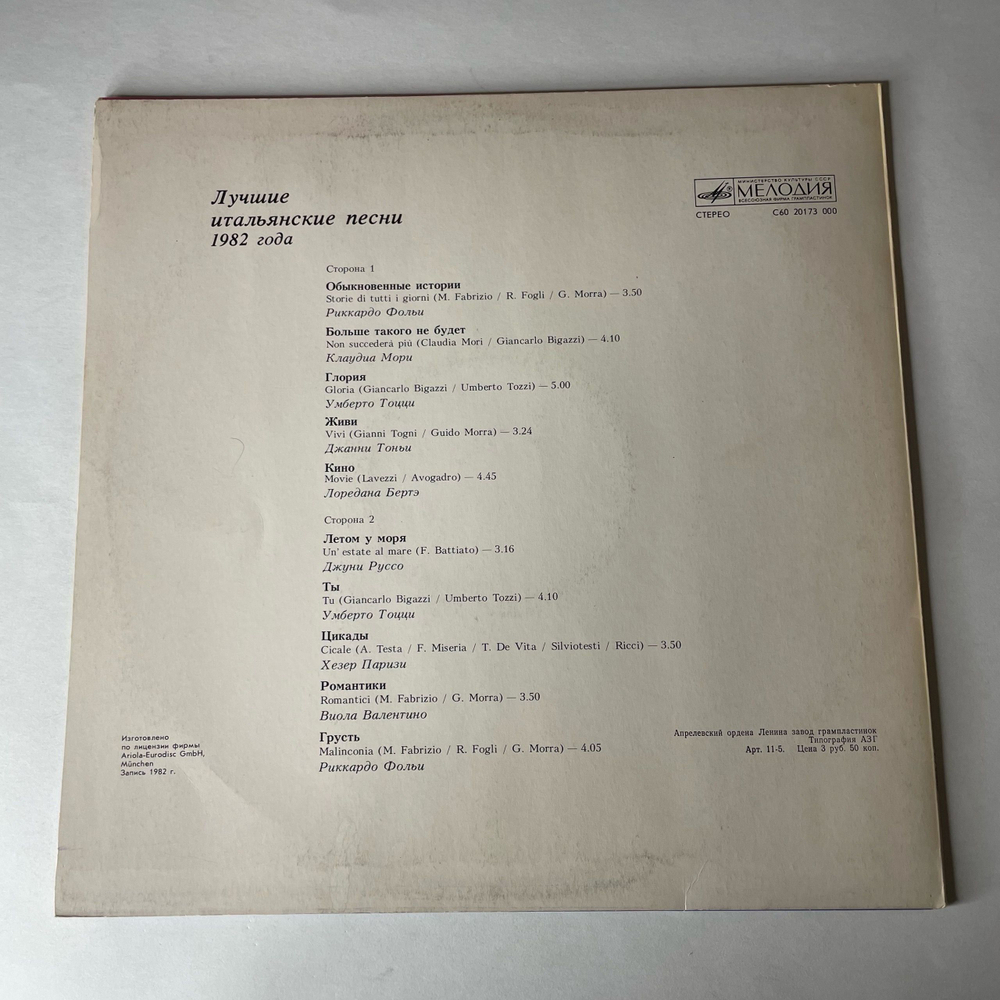 Лучшие
итальянские песни
1982 года
МИНИСТЕРСТВО КУЛЬТУРЫ СССР
МЕЛОДИЯ
ВСЕСОЮЗНАЯ ФИРМА ГРАМПЛАСТИНОК
СТЕРЕО С60 20173 000
Сторона 1
Обыкновенные истории
Storie di tutti i giorni (M. Fabrizio / R. Fogli / G. Morra) — 3.50
Риккардо Фольи
Больше такого не будет
Non succederà più (Claudia Mori / Giancarlo Bigazzi) — 4.10
Клаудиа Мори
Глория
Gloria (Giancarlo Bigazzi / Umberto Tozzi) — 5.00
Умберто Тоцци
Живи
Vivi (Gianni Togni / Guido Morra) — 3.24
Джанни Тоньи
Кино
Movie (Lavezzi / Avogadro) — 4.45
Лоредана Бертэ
Сторона 2
Летом у моря
Un' estate al mare (F. Battiato) — 3.16
Джуни Руссо
Ты
Tu (Giancarlo Bigazzi / Umberto Tozzi) — 4.10
Умберто Тоцци
Цикады
Cicale (A. Testa / F. Miseria / T. De Vita / Silviotesti / Ricci) — 3.50
Хезер Паризи
Романтики
Romantici (M. Fabrizio / G. Morra) — 3.50
Виола Валентино
Грусть
Malinconia (M. Fabrizio / R. Fogli / G. Morra) — 4.05
Риккардо Фольи
Изготовлено
по лицензии фирмы
Ariola-Eurodisc GmbH,
München
Запись 1982 г.
Апрелевский ордена Ленина завод грампластинок
Типография АЗГ
Арт. 11-5. Цена 3 руб. 50 коп.